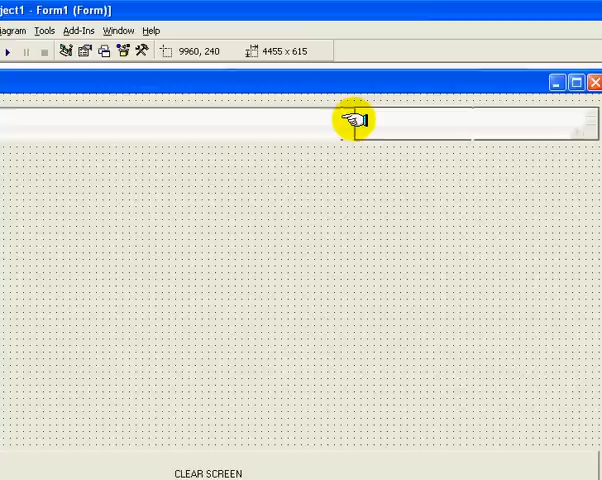 ject1 - Form1 (Form)]
iagram Tools Add-Ins Window Help
9960, 240 4455 x 615
CLEAR SCREEN